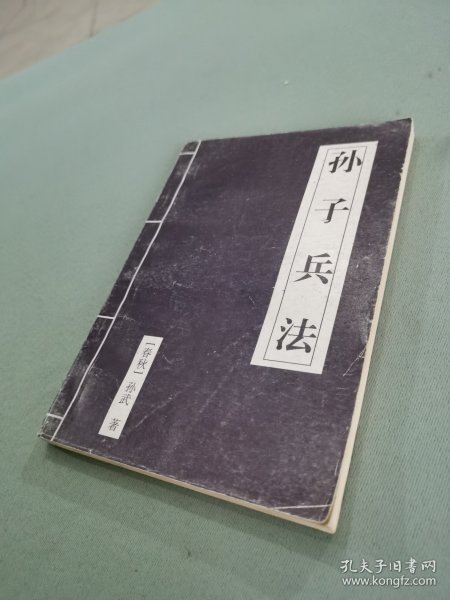 孙子兵法
[春秋] 孙武 著
孔夫子旧书网
www.kongfz.com